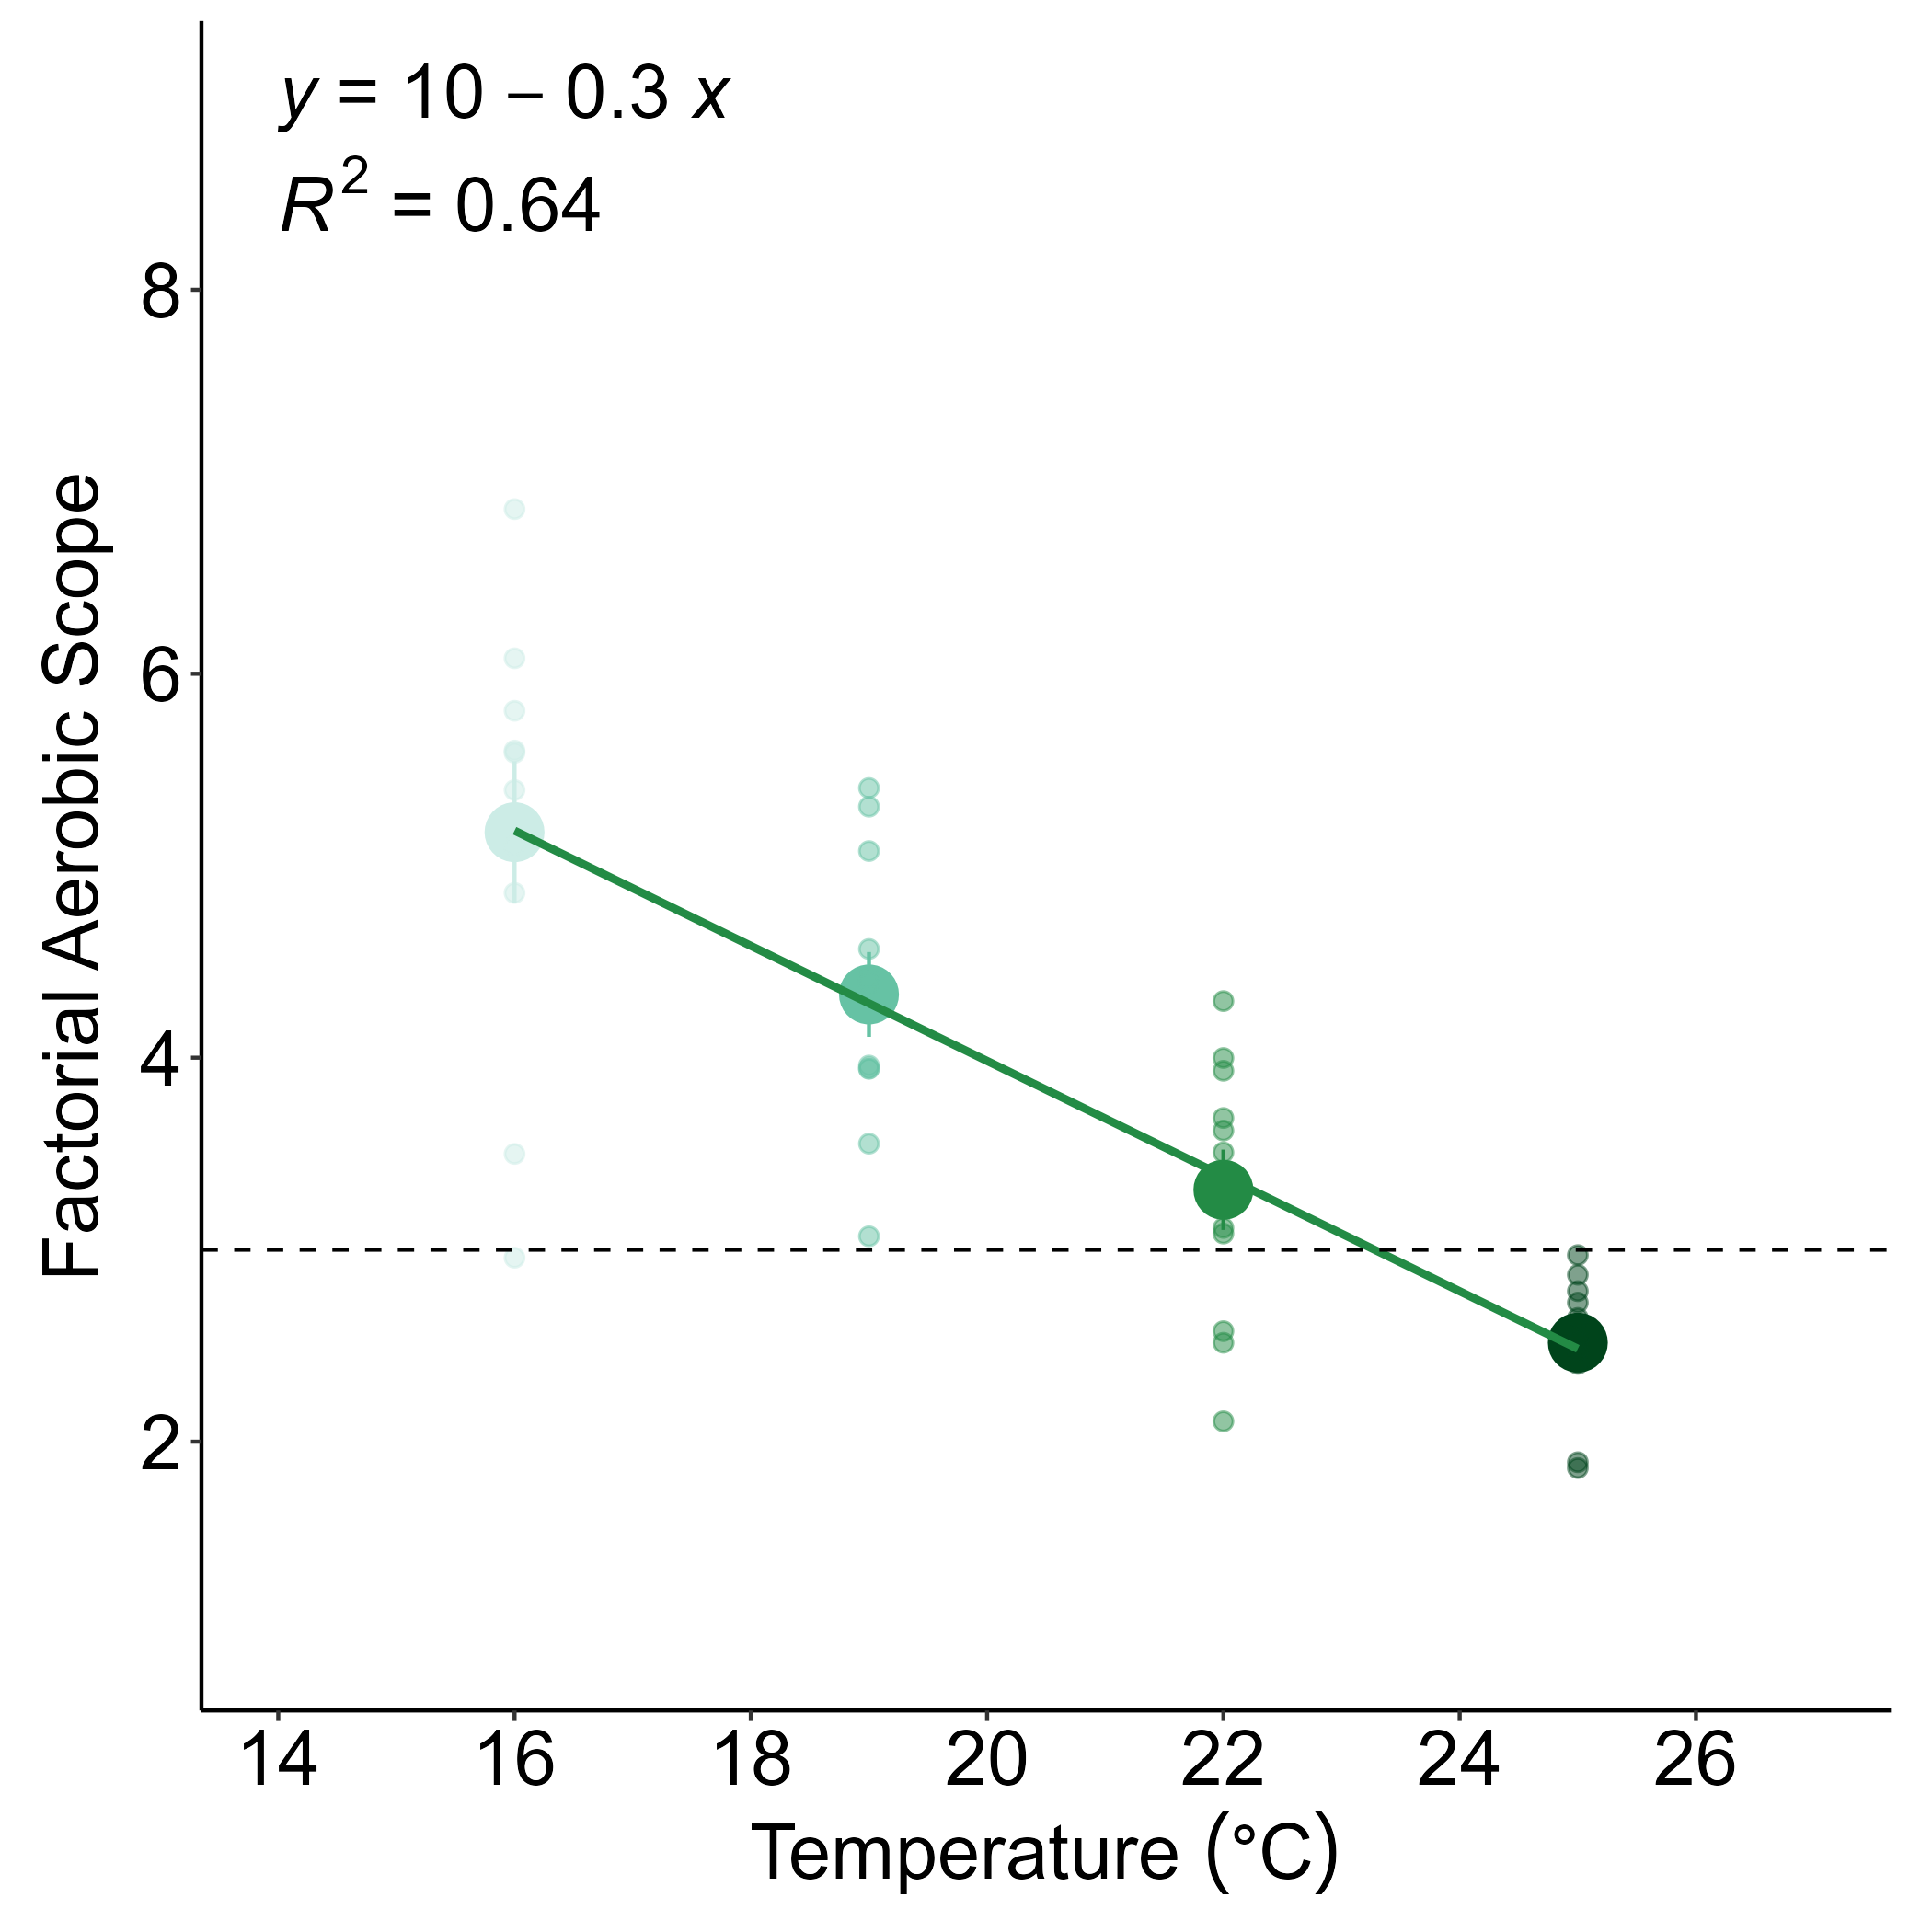 y = 10 − 0.3 x
R² = 0.64
8
6
4
2
Factorial Aerobic Scope
14 16 18 20 22 24 26
Temperature (°C)